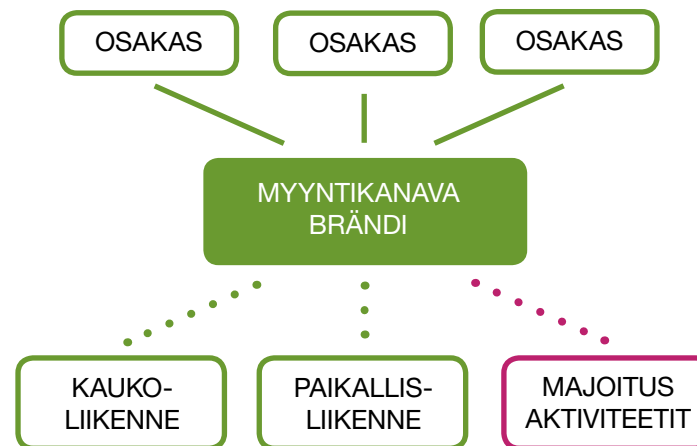 OSAKAS
OSAKAS
OSAKAS
MYYNTIKANAVA
BRÄNDI
KAUKO-
LIIKENNE
PAIKALLIS-
LIIKENNE
MAJOITUS
AKTIVITEETIT